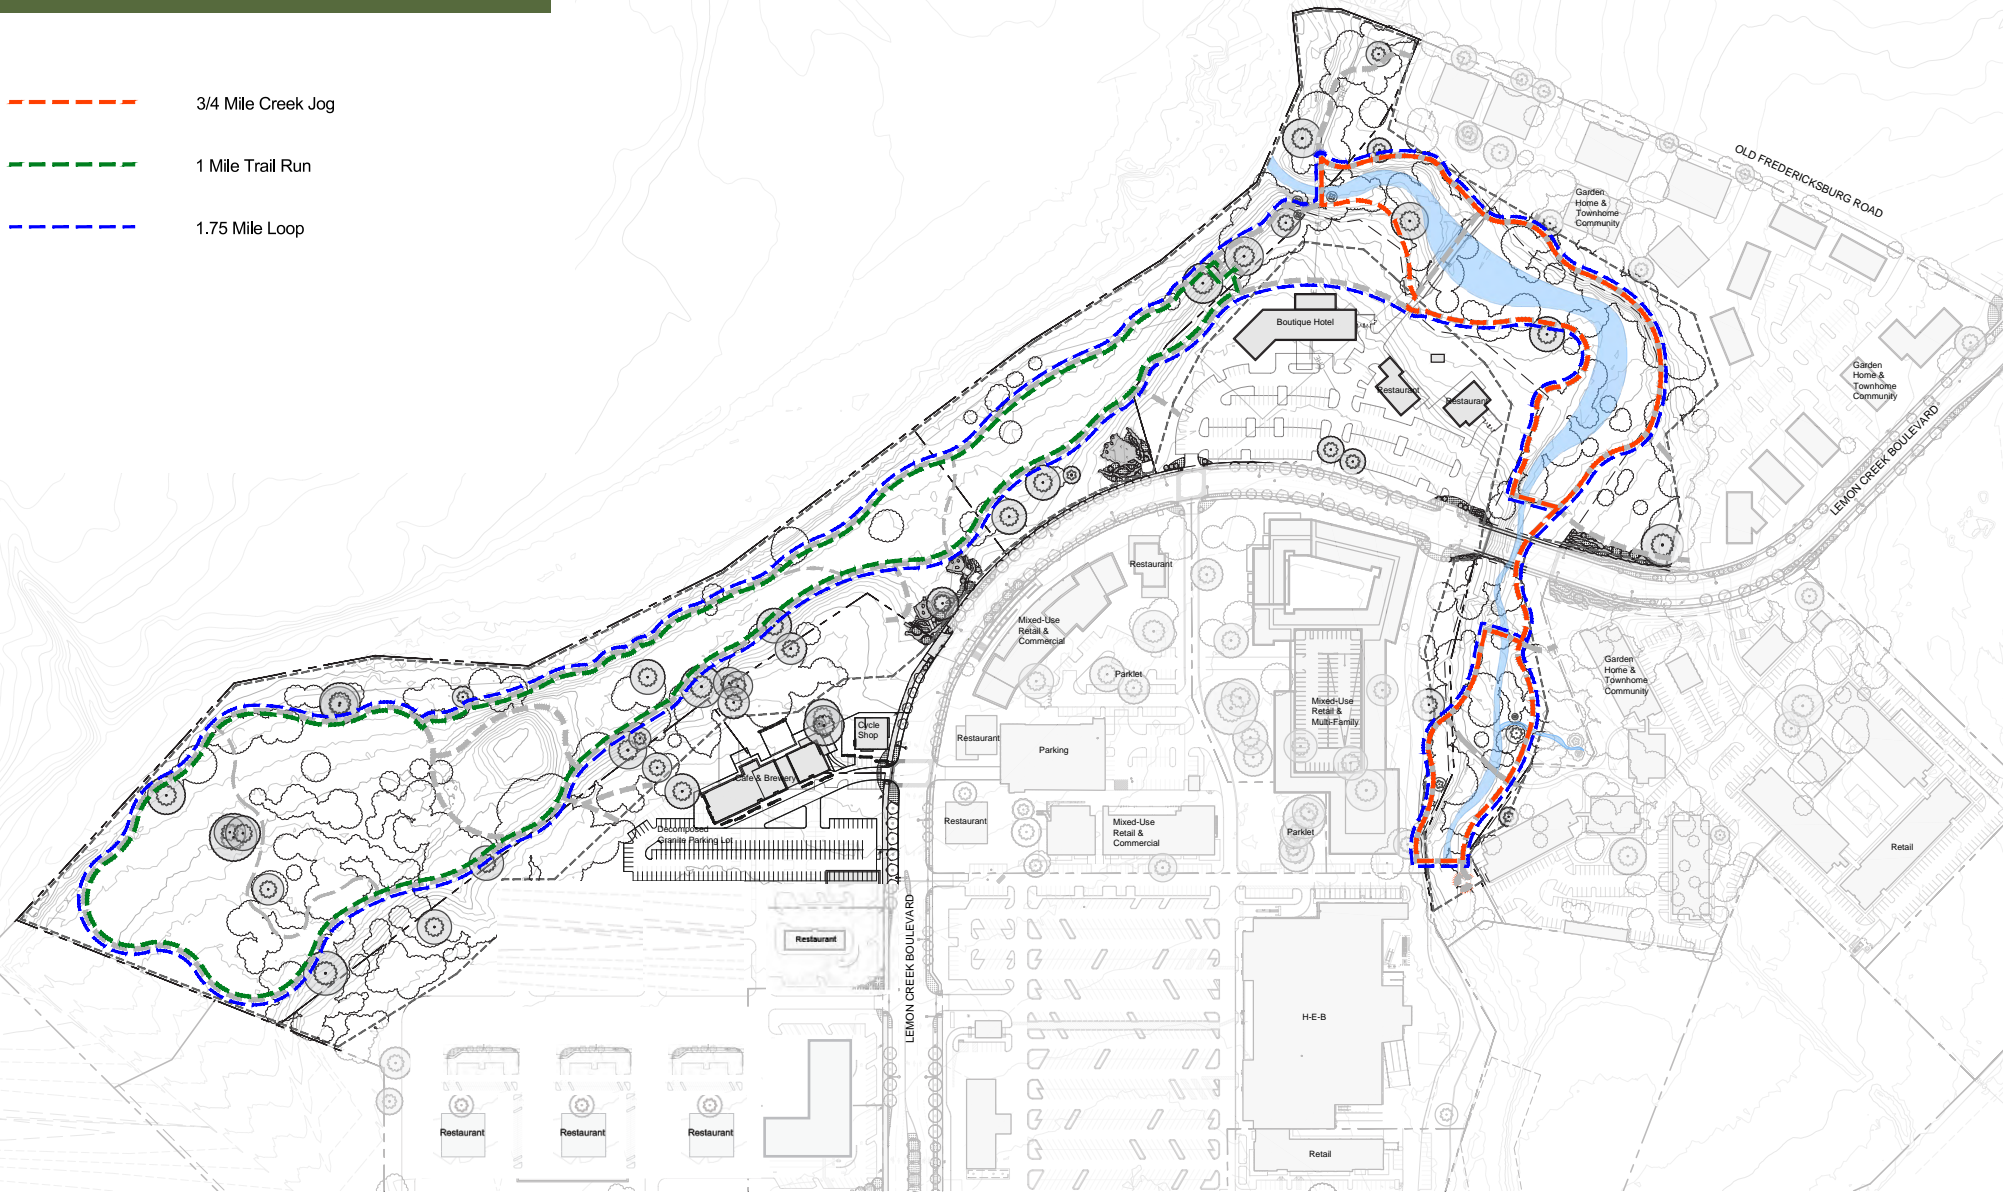 3/4 Mile Creek Jog
1 Mile Trail Run
1.75 Mile Loop
OLD FREDERICKSBURG ROAD
Garden
Home &
Townhome
Community
Boutique Hotel
Restaurant
Restaurant
Garden
Home &
Townhome
Community
LEMON CREEK BOULEVARD
Restaurant
Mixed-Use
Retail &
Commercial
Parklet
Garden
Home &
Townhome
Community
Mixed-Use
Retail &
Multi-Family
Cycle
Shop
Restaurant
Parking
Cafe & Brewery
Decomposed
Granite Parking Lot
Restaurant
Mixed-Use
Retail &
Commercial
Parklet
Retail
Restaurant
LEMON CREEK BOULEVARD
H-E-B
Restaurant
Restaurant
Restaurant
Retail